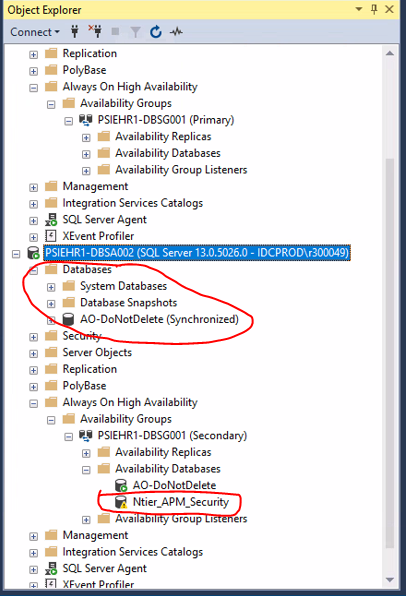 Object Explorer
Connect
Replication
PolyBase
Always On High Availability
Availability Groups
PSIEHR1-DBSG001 (Primary)
Availability Replicas
Availability Databases
Availability Group Listeners
Management
Integration Services Catalogs
SQL Server Agent
XEvent Profiler
PSIEHR1-DBSA002 (SQL Server 13.0.5026.0 - IDCPROD\r300049)
Databases
System Databases
Database Snapshots
AO-DoNotDelete (Synchronized)
Security
Server Objects
Replication
PolyBase
Always On High Availability
Availability Groups
PSIEHR1-DBSG001 (Secondary)
Availability Replicas
Availability Databases
AO-DoNotDelete
Ntier_APM_Security
Availability Group Listeners
Management
Integration Services Catalogs
SQL Server Agent
XEvent Profiler